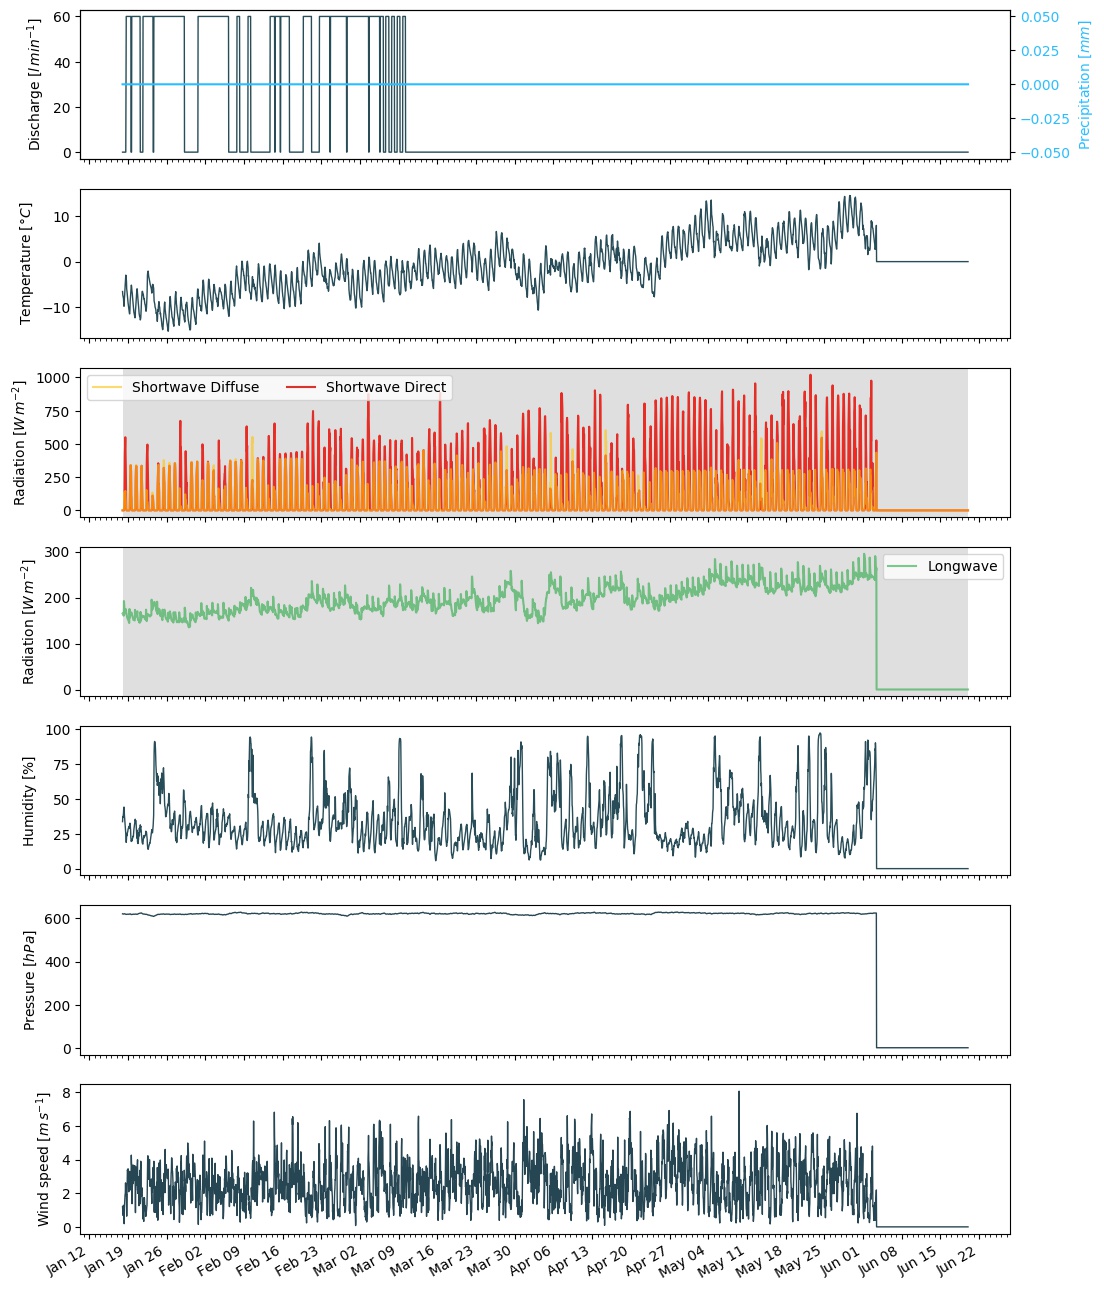 60
40
20
0
Discharge [l min⁻¹]
0.050
0.025
0.000
−0.025
−0.050
Precipitation [mm]
10
0
−10
Temperature [°C]
1000
750
500
250
0
Radiation [W m⁻²]
Shortwave Diffuse
Shortwave Direct
300
200
100
0
Radiation [W m⁻²]
Longwave
100
75
50
25
0
Humidity [%]
600
400
200
0
Pressure [hPa]
8
6
4
2
0
Wind speed [m s⁻¹]
Jan 12
Jan 19
Jan 26
Feb 02
Feb 09
Feb 16
Feb 23
Mar 02
Mar 09
Mar 16
Mar 23
Mar 30
Apr 06
Apr 13
Apr 20
Apr 27
May 04
May 11
May 18
May 25
Jun 01
Jun 08
Jun 15
Jun 22